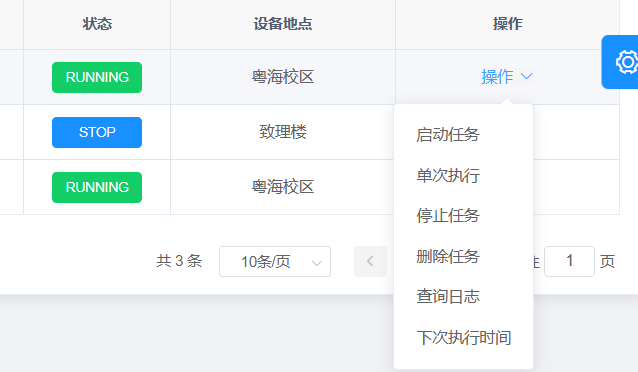 状态 设备地点 操作
RUNNING 粤海校区 操作
STOP 致理楼
RUNNING 粤海校区
启动任务
单次执行
停止任务
删除任务
查询日志
下次执行时间
共 3 条 10条/页 1 页